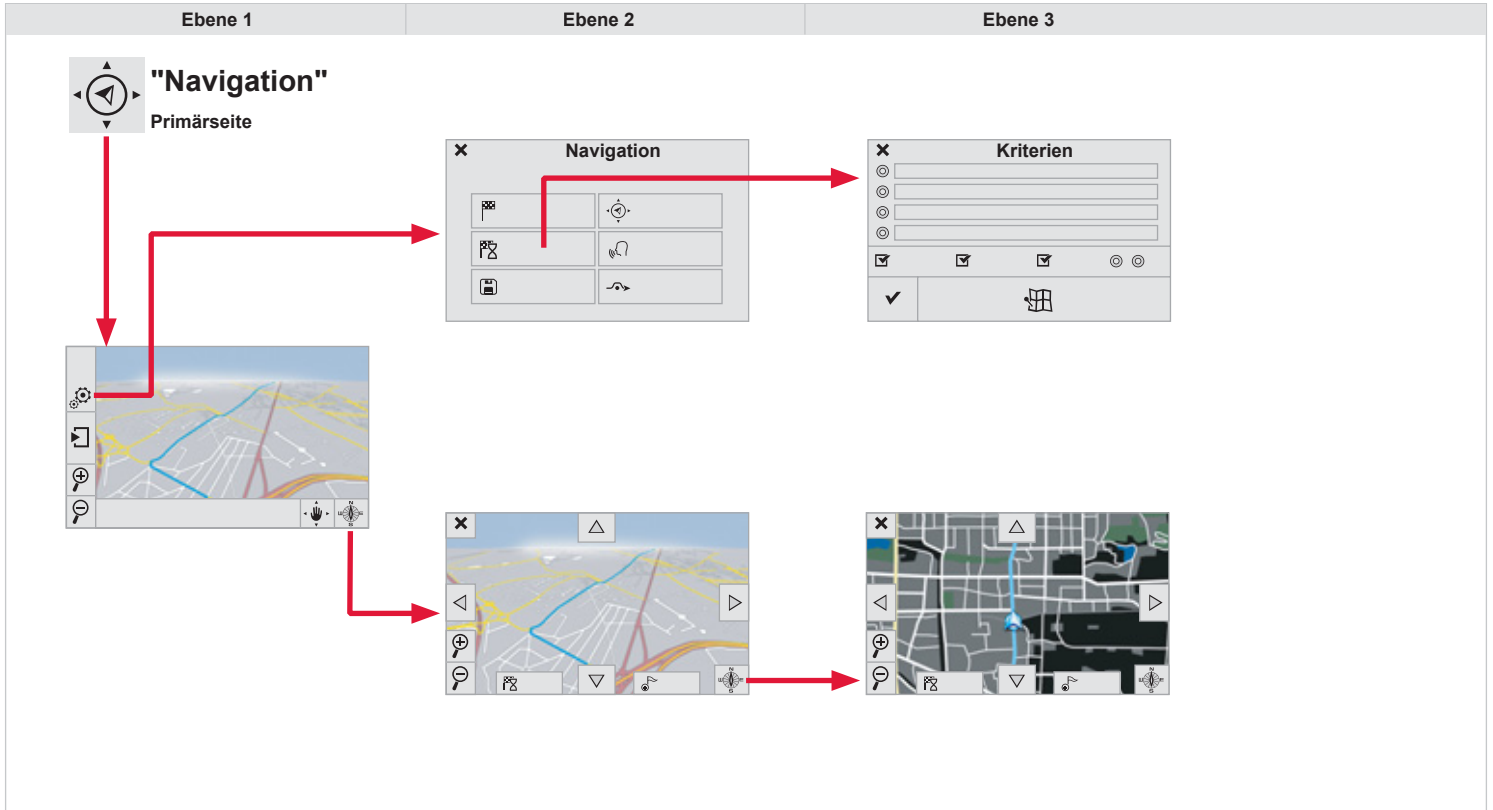 Ebene 1
Ebene 2
Ebene 3
"Navigation"
Primärseite
Navigation
Kriterien